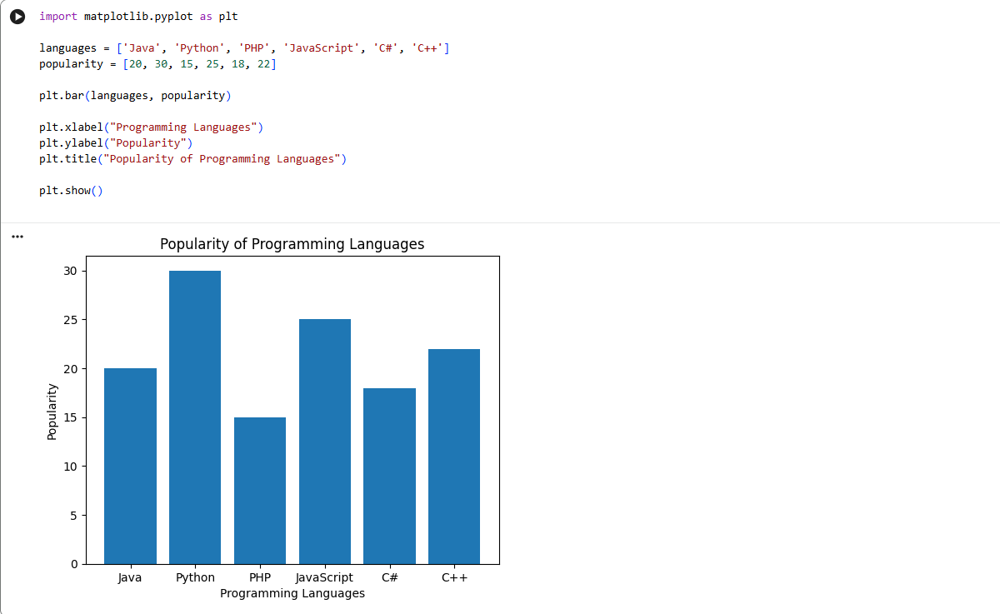 import matplotlib.pyplot as plt
languages = ['Java', 'Python', 'PHP', 'JavaScript', 'C#', 'C++']
popularity = [20, 30, 15, 25, 18, 22]
plt.bar(languages, popularity)
plt.xlabel("Programming Languages")
plt.ylabel("Popularity")
plt.title("Popularity of Programming Languages")
plt.show()
Popularity of Programming Languages
30
25
20
15
10
5
0
Popularity
Java Python PHP JavaScript C# C++
Programming Languages